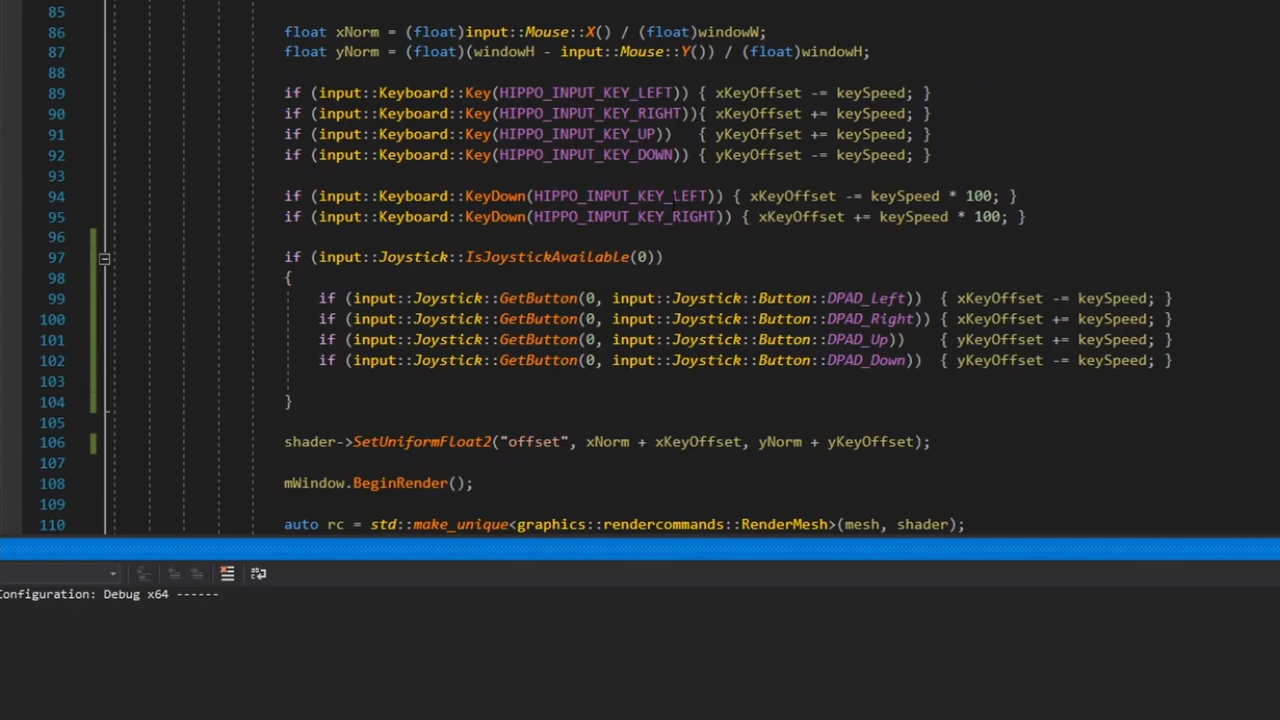 85
86 float xNorm = (float)input::Mouse::X() / (float)windowW;
87 float yNorm = (float)(windowH - input::Mouse::Y()) / (float)windowH;
88
89 if (input::Keyboard::Key(HIPPO_INPUT_KEY_LEFT)) { xKeyOffset -= keySpeed; }
90 if (input::Keyboard::Key(HIPPO_INPUT_KEY_RIGHT)){ xKeyOffset += keySpeed; }
91 if (input::Keyboard::Key(HIPPO_INPUT_KEY_UP)) { yKeyOffset += keySpeed; }
92 if (input::Keyboard::Key(HIPPO_INPUT_KEY_DOWN)) { yKeyOffset -= keySpeed; }
93
94 if (input::Keyboard::KeyDown(HIPPO_INPUT_KEY_LEFT)) { xKeyOffset -= keySpeed * 100; }
95 if (input::Keyboard::KeyDown(HIPPO_INPUT_KEY_RIGHT)) { xKeyOffset += keySpeed * 100; }
96
97 if (input::Joystick::IsJoystickAvailable(0))
98 {
99 if (input::Joystick::GetButton(0, input::Joystick::Button::DPAD_Left)) { xKeyOffset -= keySpeed; }
100 if (input::Joystick::GetButton(0, input::Joystick::Button::DPAD_Right)) { xKeyOffset += keySpeed; }
101 if (input::Joystick::GetButton(0, input::Joystick::Button::DPAD_Up)) { yKeyOffset += keySpeed; }
102 if (input::Joystick::GetButton(0, input::Joystick::Button::DPAD_Down)) { yKeyOffset -= keySpeed; }
103
104 }
105
106 shader->SetUniformFloat2("offset", xNorm + xKeyOffset, yNorm + yKeyOffset);
107
108 mWindow.BeginRender();
109
110 auto rc = std::make_unique<graphics::rendercommands::RenderMesh>(mesh, shader);
Configuration: Debug x64 ------